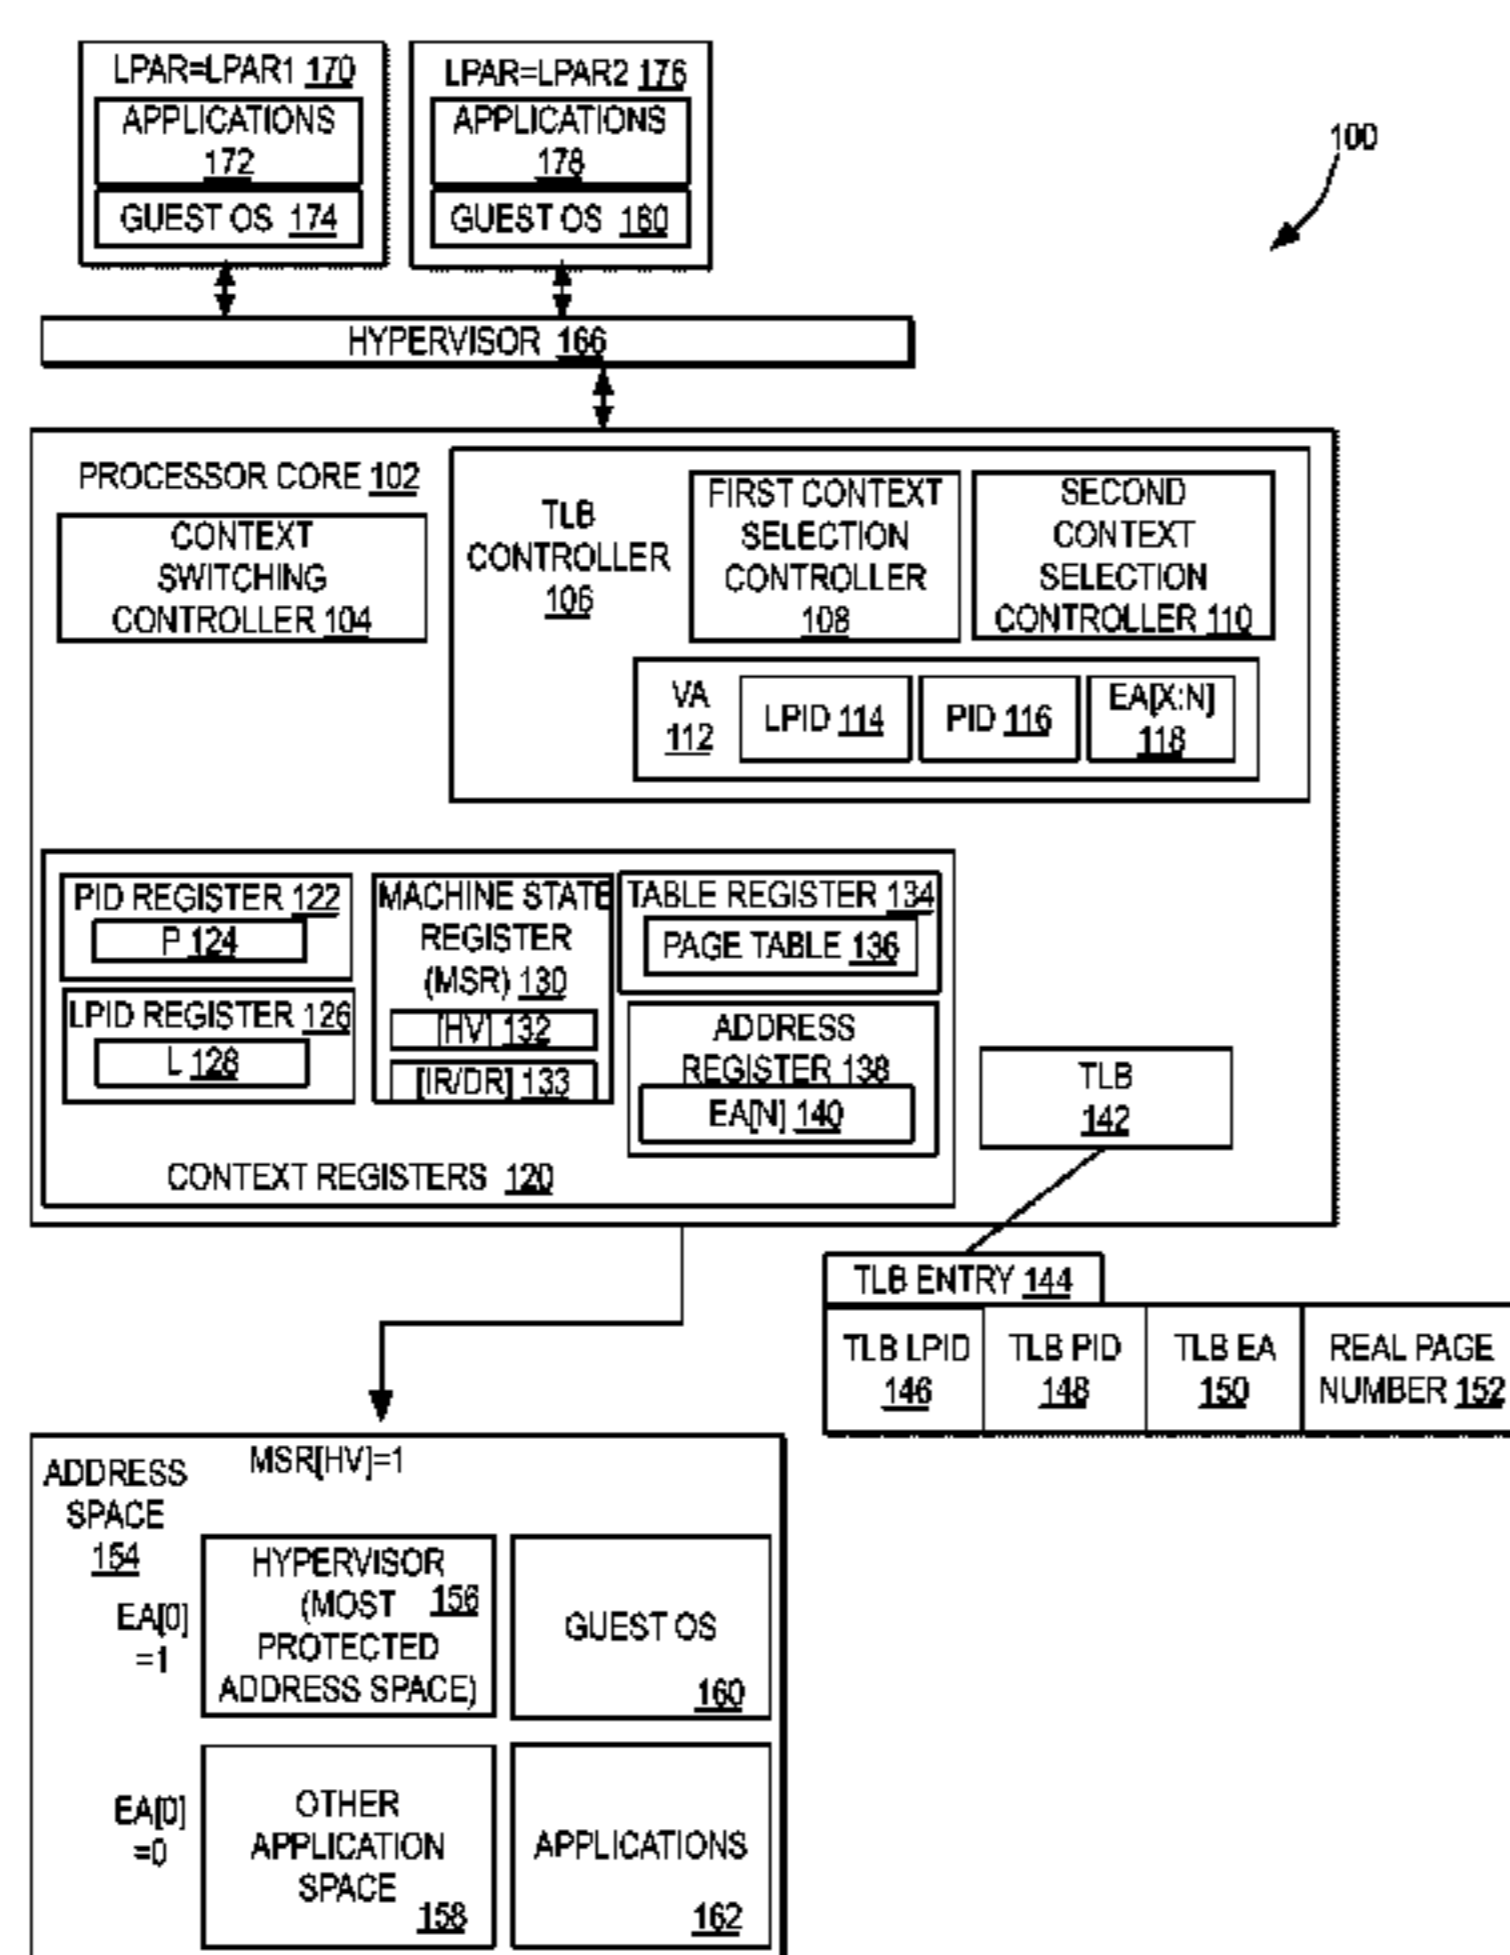 LPAR=LPAR1 170
APPLICATIONS
172
GUEST OS 174
LPAR=LPAR2 176
APPLICATIONS
178
GUEST OS 180
100
HYPERVISOR 166
PROCESSOR CORE 102
CONTEXT
SWITCHING
CONTROLLER 104
TLB
CONTROLLER
106
FIRST CONTEXT
SELECTION
CONTROLLER
108
SECOND
CONTEXT
SELECTION
CONTROLLER 110
VA
112
LPID 114
PID 116
EA[X:N]
118
PID REGISTER 122
P 124
LPID REGISTER 126
L 128
MACHINE STATE
REGISTER
(MSR) 130
[HV] 132
[IR/DR] 133
TABLE REGISTER 134
PAGE TABLE 136
ADDRESS
REGISTER 138
EA[N] 140
CONTEXT REGISTERS 120
TLB
142
TLB ENTRY 144
TLB LPID
146
TLB PID
148
TLB EA
150
REAL PAGE
NUMBER 152
ADDRESS
SPACE
154
MSR[HV]=1
EA[0]
=1
HYPERVISOR
(MOST 156
PROTECTED
ADDRESS SPACE)
GUEST OS
160
EA[0]
=0
OTHER
APPLICATION
SPACE
158
APPLICATIONS
162